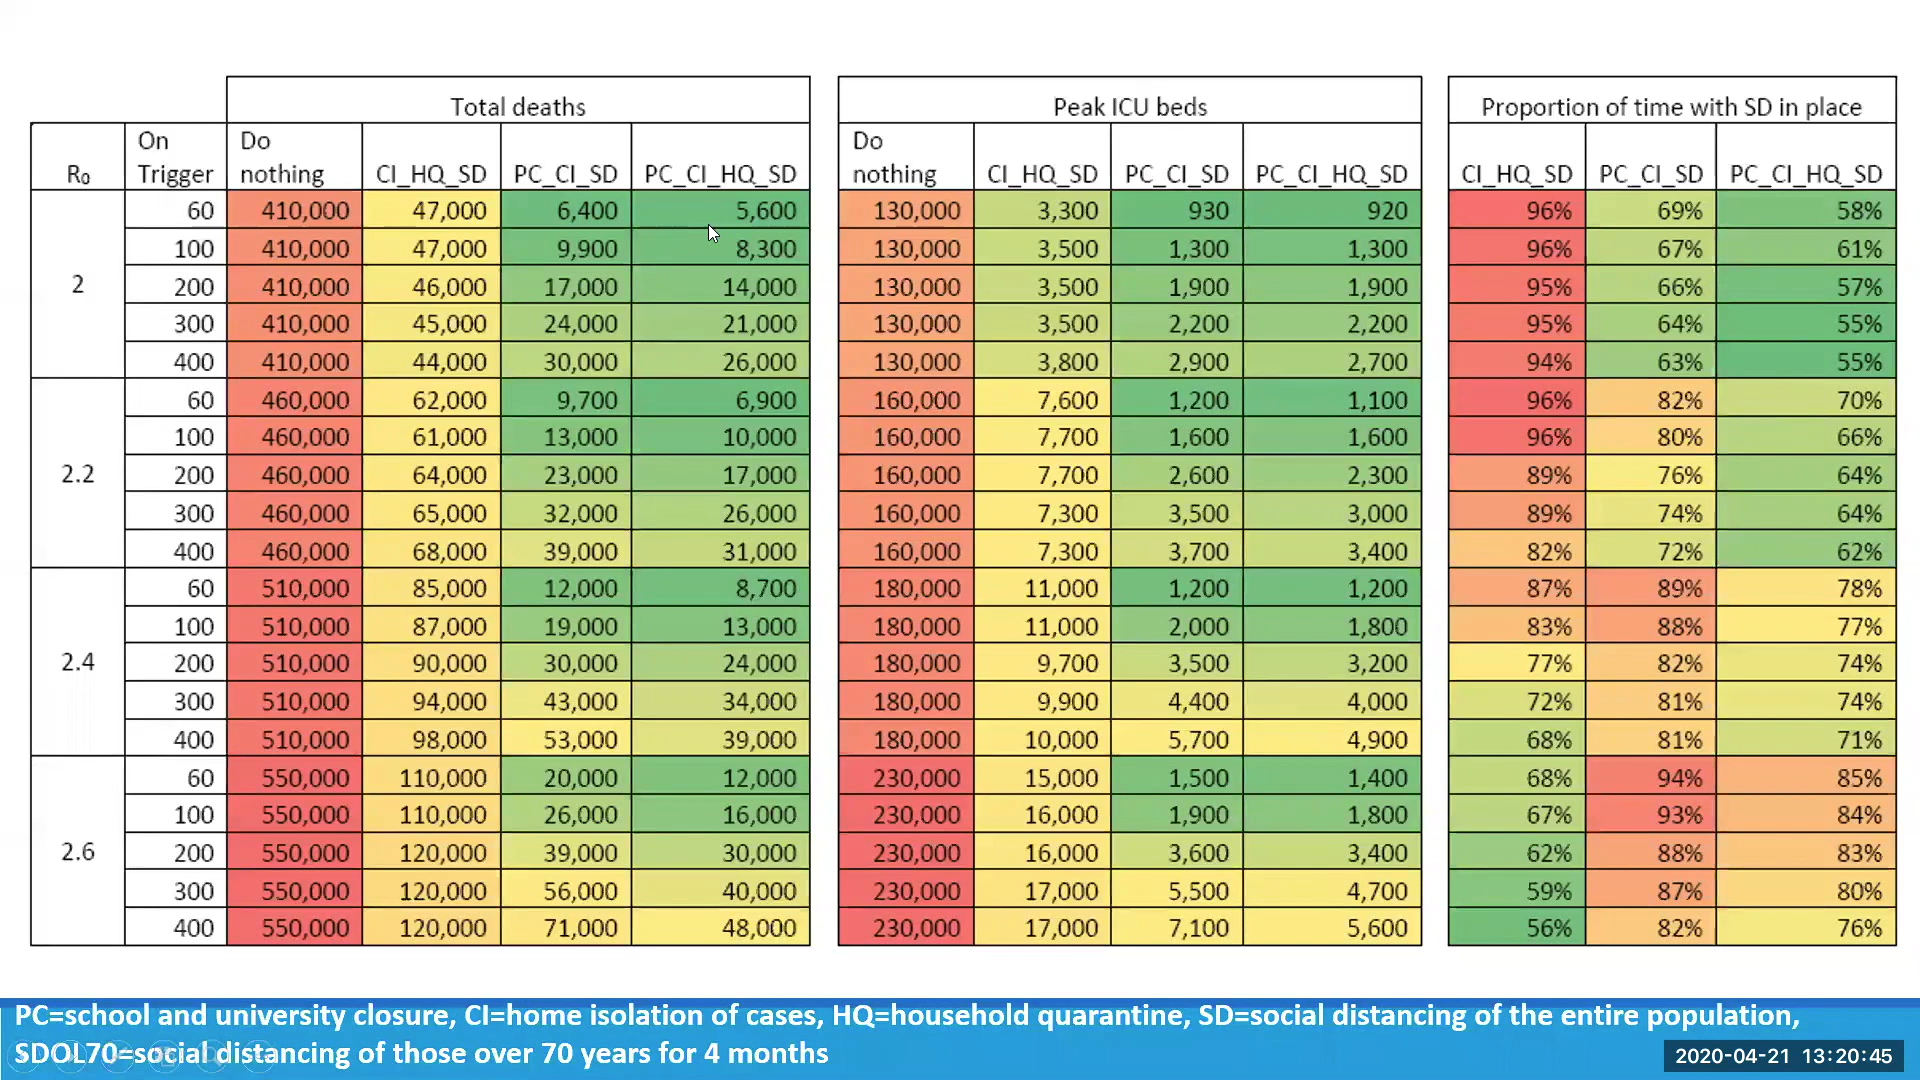 Total deaths Peak ICU beds Proportion of time with SD in place
On Do Do
R₀ Trigger nothing CI_HQ_SD PC_CI_SD PC_CI_HQ_SD nothing CI_HQ_SD PC_CI_SD PC_CI_HQ_SD CI_HQ_SD PC_CI_SD PC_CI_HQ_SD
60 410,000 47,000 6,400 5,600 130,000 3,300 930 920 96% 69% 58%
100 410,000 47,000 9,900 8,300 130,000 3,500 1,300 1,300 96% 67% 61%
2 200 410,000 46,000 17,000 14,000 130,000 3,500 1,900 1,900 95% 66% 57%
300 410,000 45,000 24,000 21,000 130,000 3,500 2,200 2,200 95% 64% 55%
400 410,000 44,000 30,000 26,000 130,000 3,800 2,900 2,700 94% 63% 55%
60 460,000 62,000 9,700 6,900 160,000 7,600 1,200 1,100 96% 82% 70%
100 460,000 61,000 13,000 10,000 160,000 7,700 1,600 1,600 96% 80% 66%
2.2 200 460,000 64,000 23,000 17,000 160,000 7,700 2,600 2,300 89% 76% 64%
300 460,000 65,000 32,000 26,000 160,000 7,300 3,500 3,000 89% 74% 64%
400 460,000 68,000 39,000 31,000 160,000 7,300 3,700 3,400 82% 72% 62%
60 510,000 85,000 12,000 8,700 180,000 11,000 1,200 1,200 87% 89% 78%
100 510,000 87,000 19,000 13,000 180,000 11,000 2,000 1,800 83% 88% 77%
2.4 200 510,000 90,000 30,000 24,000 180,000 9,700 3,500 3,200 77% 82% 74%
300 510,000 94,000 43,000 34,000 180,000 9,900 4,400 4,000 72% 81% 74%
400 510,000 98,000 53,000 39,000 180,000 10,000 5,700 4,900 68% 81% 71%
60 550,000 110,000 20,000 12,000 230,000 15,000 1,500 1,400 68% 94% 85%
100 550,000 110,000 26,000 16,000 230,000 16,000 1,900 1,800 67% 93% 84%
2.6 200 550,000 120,000 39,000 30,000 230,000 16,000 3,600 3,400 62% 88% 83%
300 550,000 120,000 56,000 40,000 230,000 17,000 5,500 4,700 59% 87% 80%
400 550,000 120,000 71,000 48,000 230,000 17,000 7,100 5,600 56% 82% 76%
PC=school and university closure, CI=home isolation of cases, HQ=household quarantine, SD=social distancing of the entire population,
SDOL70=social distancing of those over 70 years for 4 months
2020-04-21 13:20:45